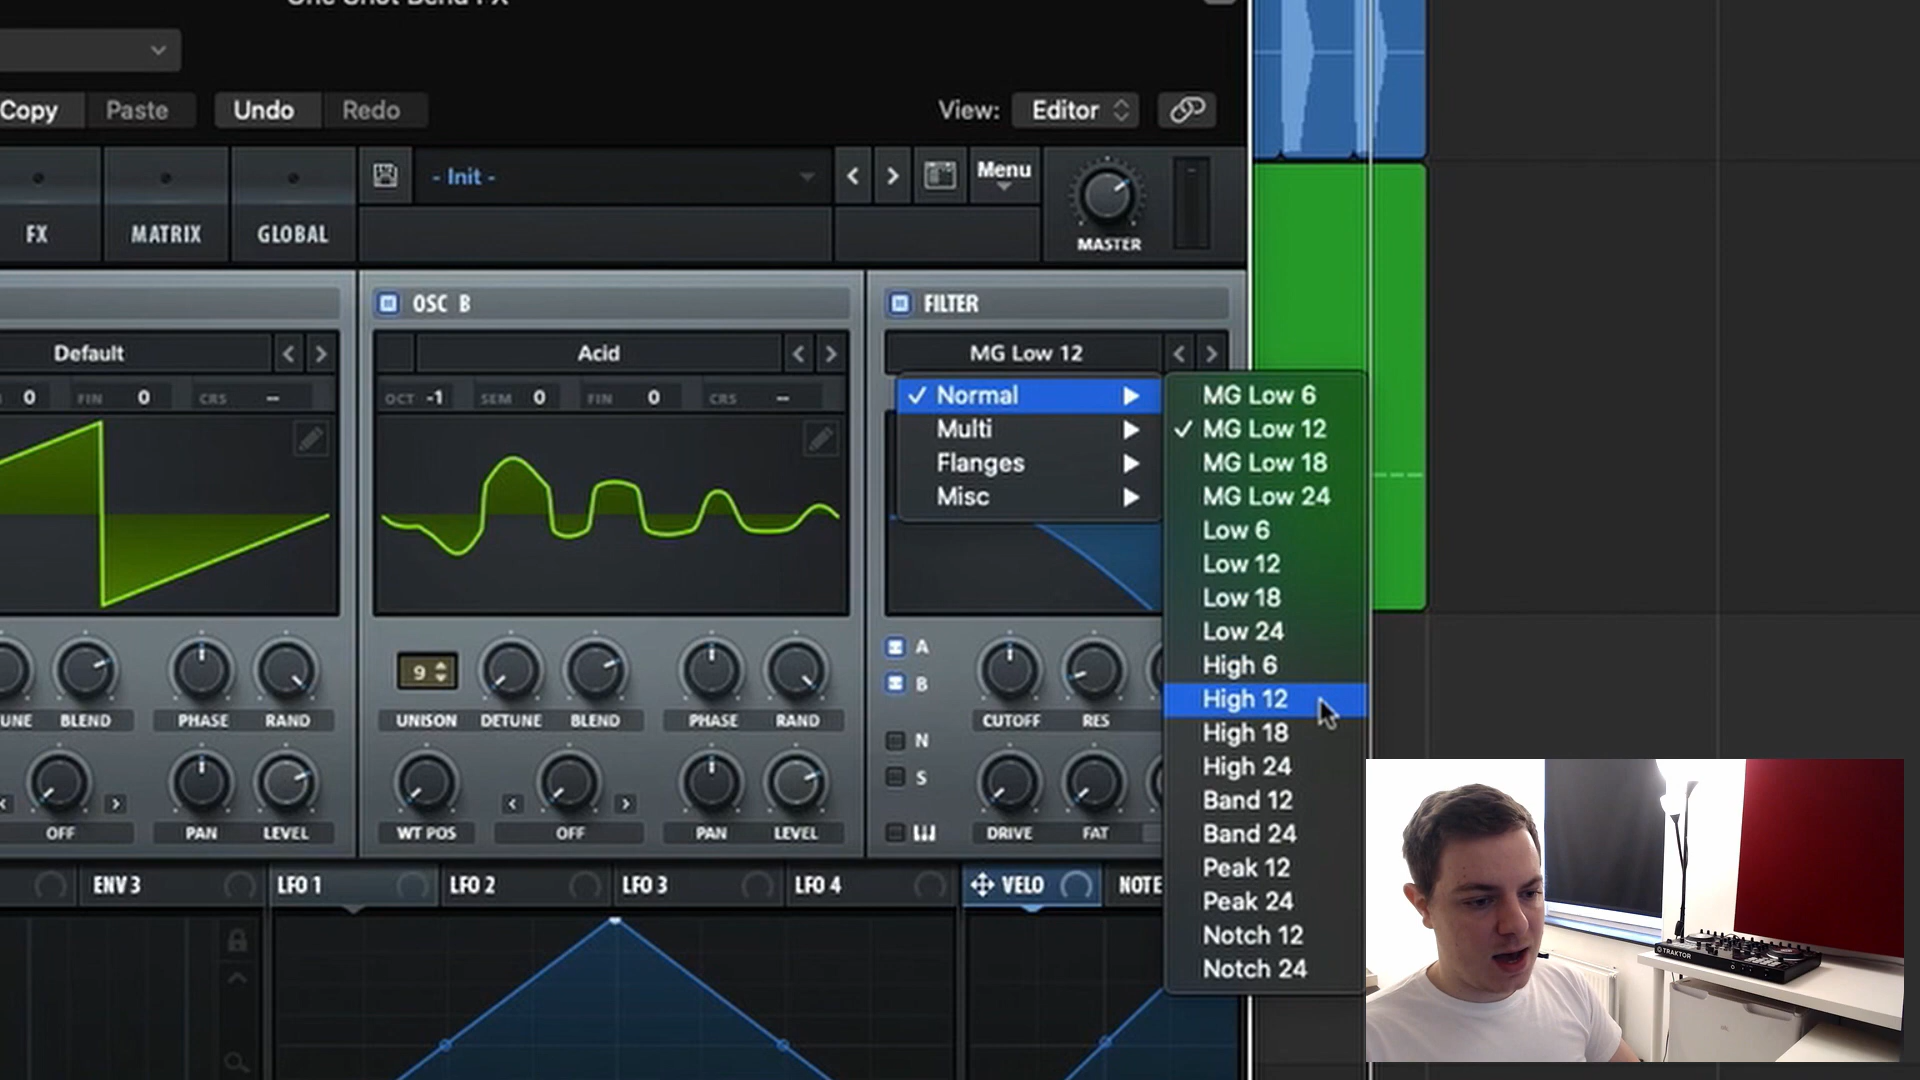 One Shot Bend FX
Copy Paste Undo Redo View: Editor
- Init - Menu
FX MATRIX GLOBAL MASTER
OSC B FILTER
Default Acid MG Low 12
0 FIN 0 CRS -- OCT -1 SEM 0 FIN 0 CRS --
Normal
Multi
Flanges
Misc
MG Low 6
MG Low 12
MG Low 18
MG Low 24
Low 6
Low 12
Low 18
Low 24
High 6
High 12
High 18
High 24
Band 12
Band 24
Peak 12
Peak 24
Notch 12
Notch 24
A
9 B
UNE BLEND PHASE RAND UNISON DETUNE BLEND PHASE RAND CUTOFF RES
N
S
OFF PAN LEVEL WT POS OFF PAN LEVEL DRIVE FAT
ENV 3 LFO 1 LFO 2 LFO 3 LFO 4 VELO NOTE
TRAKTOR